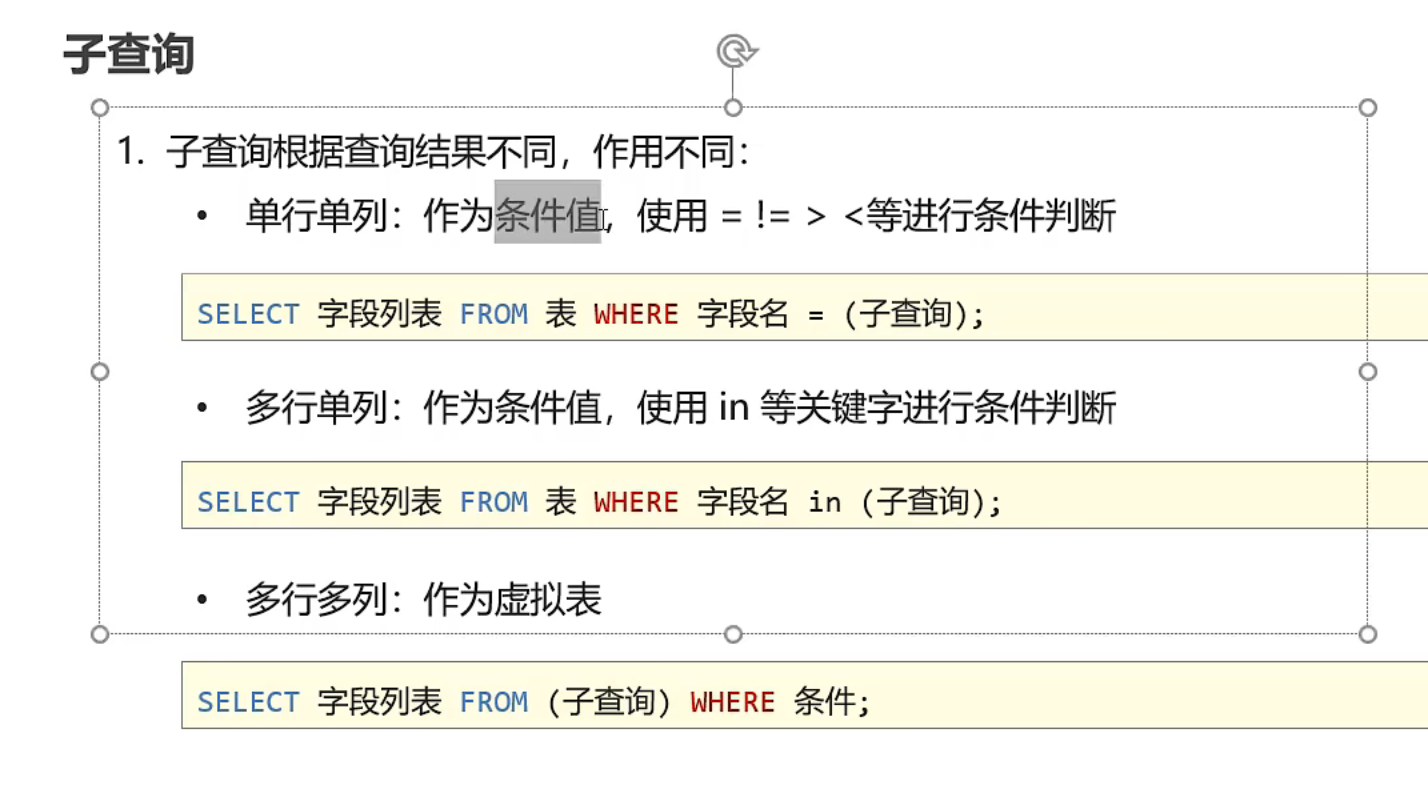 子查询
1. 子查询根据查询结果不同，作用不同：
• 单行单列：作为条件值，使用 = != > <等进行条件判断
SELECT 字段列表 FROM 表 WHERE 字段名 = (子查询);
• 多行单列：作为条件值，使用 in 等关键字进行条件判断
SELECT 字段列表 FROM 表 WHERE 字段名 in (子查询);
• 多行多列：作为虚拟表
SELECT 字段列表 FROM (子查询) WHERE 条件;